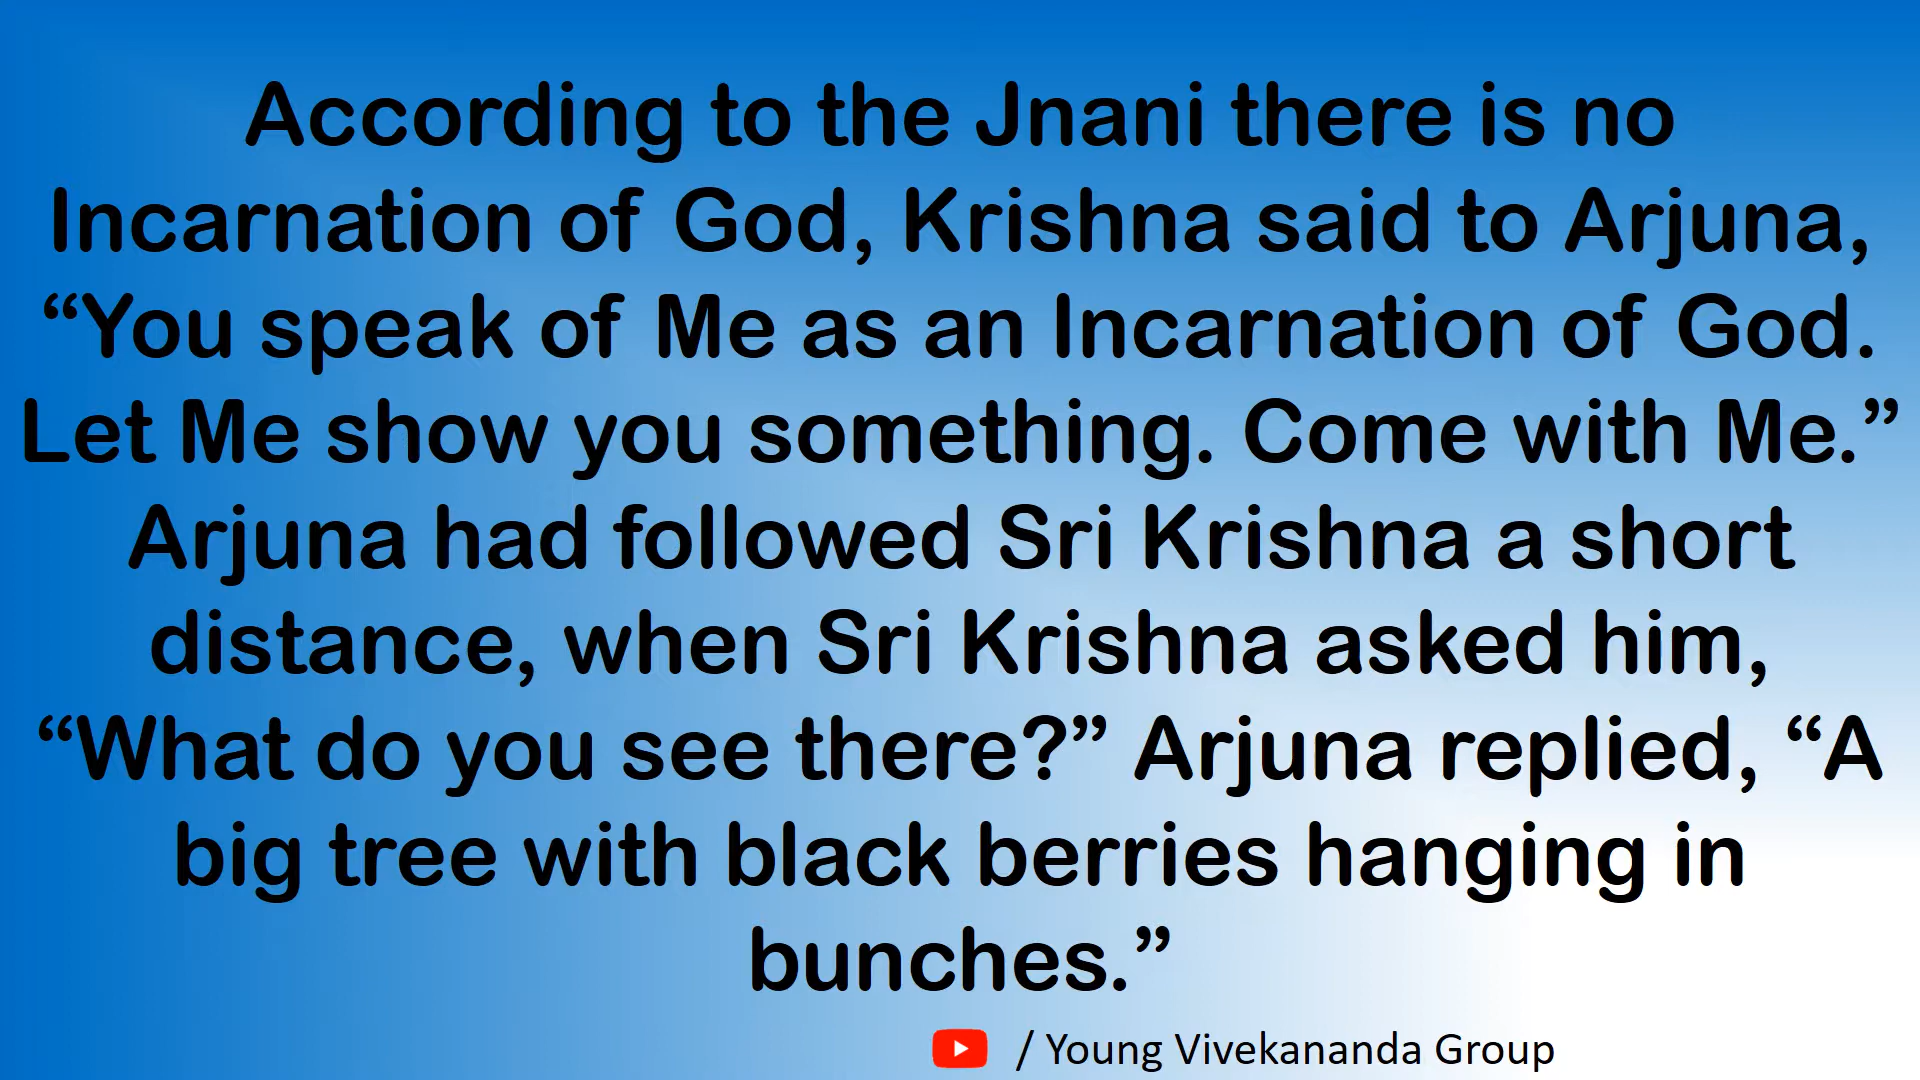 According to the Jnani there is no
Incarnation of God, Krishna said to Arjuna,
“You speak of Me as an Incarnation of God.
Let Me show you something. Come with Me.”
Arjuna had followed Sri Krishna a short
distance, when Sri Krishna asked him,
“What do you see there?” Arjuna replied, “A
big tree with black berries hanging in
bunches.”
/ Young Vivekananda Group